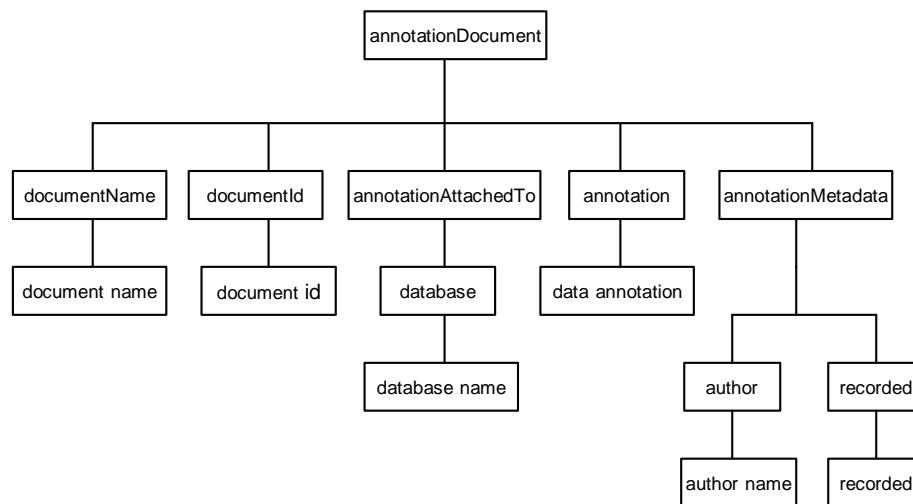 annotationDocument
documentName
documentId
annotationAttachedTo
annotation
annotationMetadata
document name
document id
database
data annotation
database name
author
recorded
author name
recorded